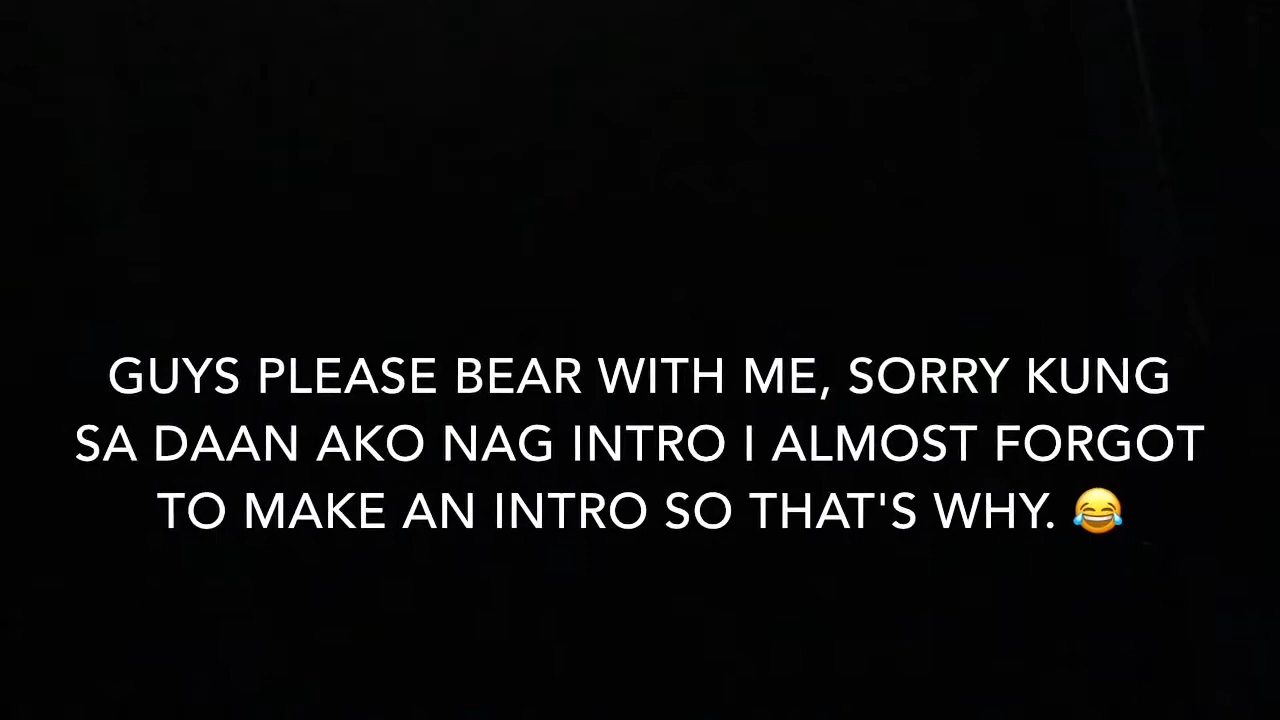 GUYS PLEASE BEAR WITH ME, SORRY KUNG
SA DAAN AKO NAG INTRO I ALMOST FORGOT
TO MAKE AN INTRO SO THAT'S WHY. 😂